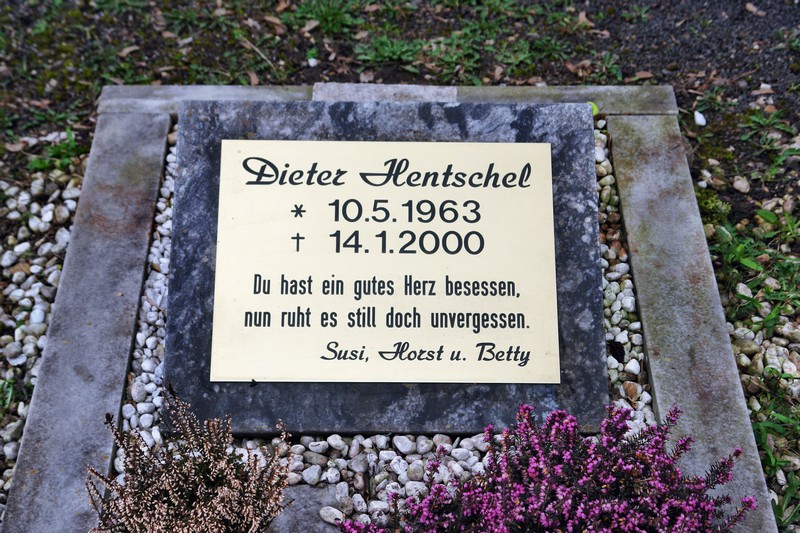 Dieter Hentschel
* 10.5.1963
† 14.1.2000
Du hast ein gutes Herz besessen,
nun ruht es still doch unvergessen.
Susi, Horst u. Betty